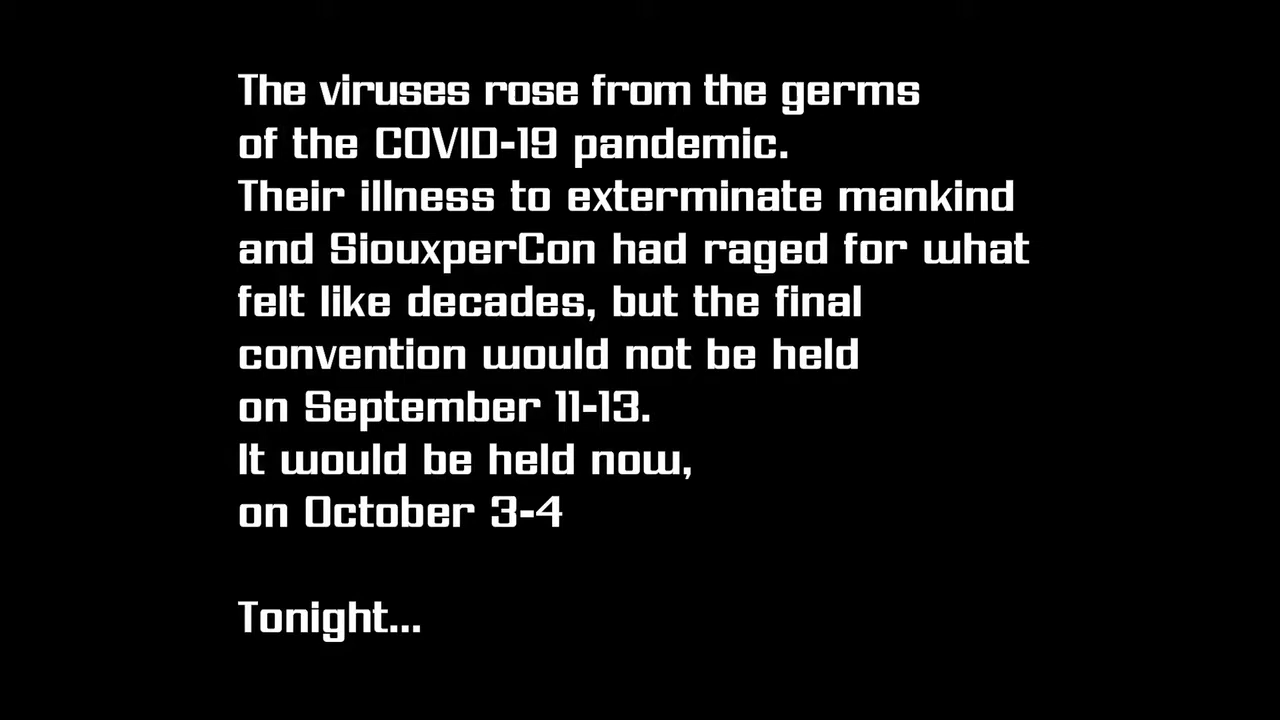 The viruses rose from the germs
of the COVID-19 pandemic.
Their illness to exterminate mankind
and SiouxperCon had raged for what
felt like decades, but the final
convention would not be held
on September 11-13.
It would be held now,
on October 3-4
Tonight...